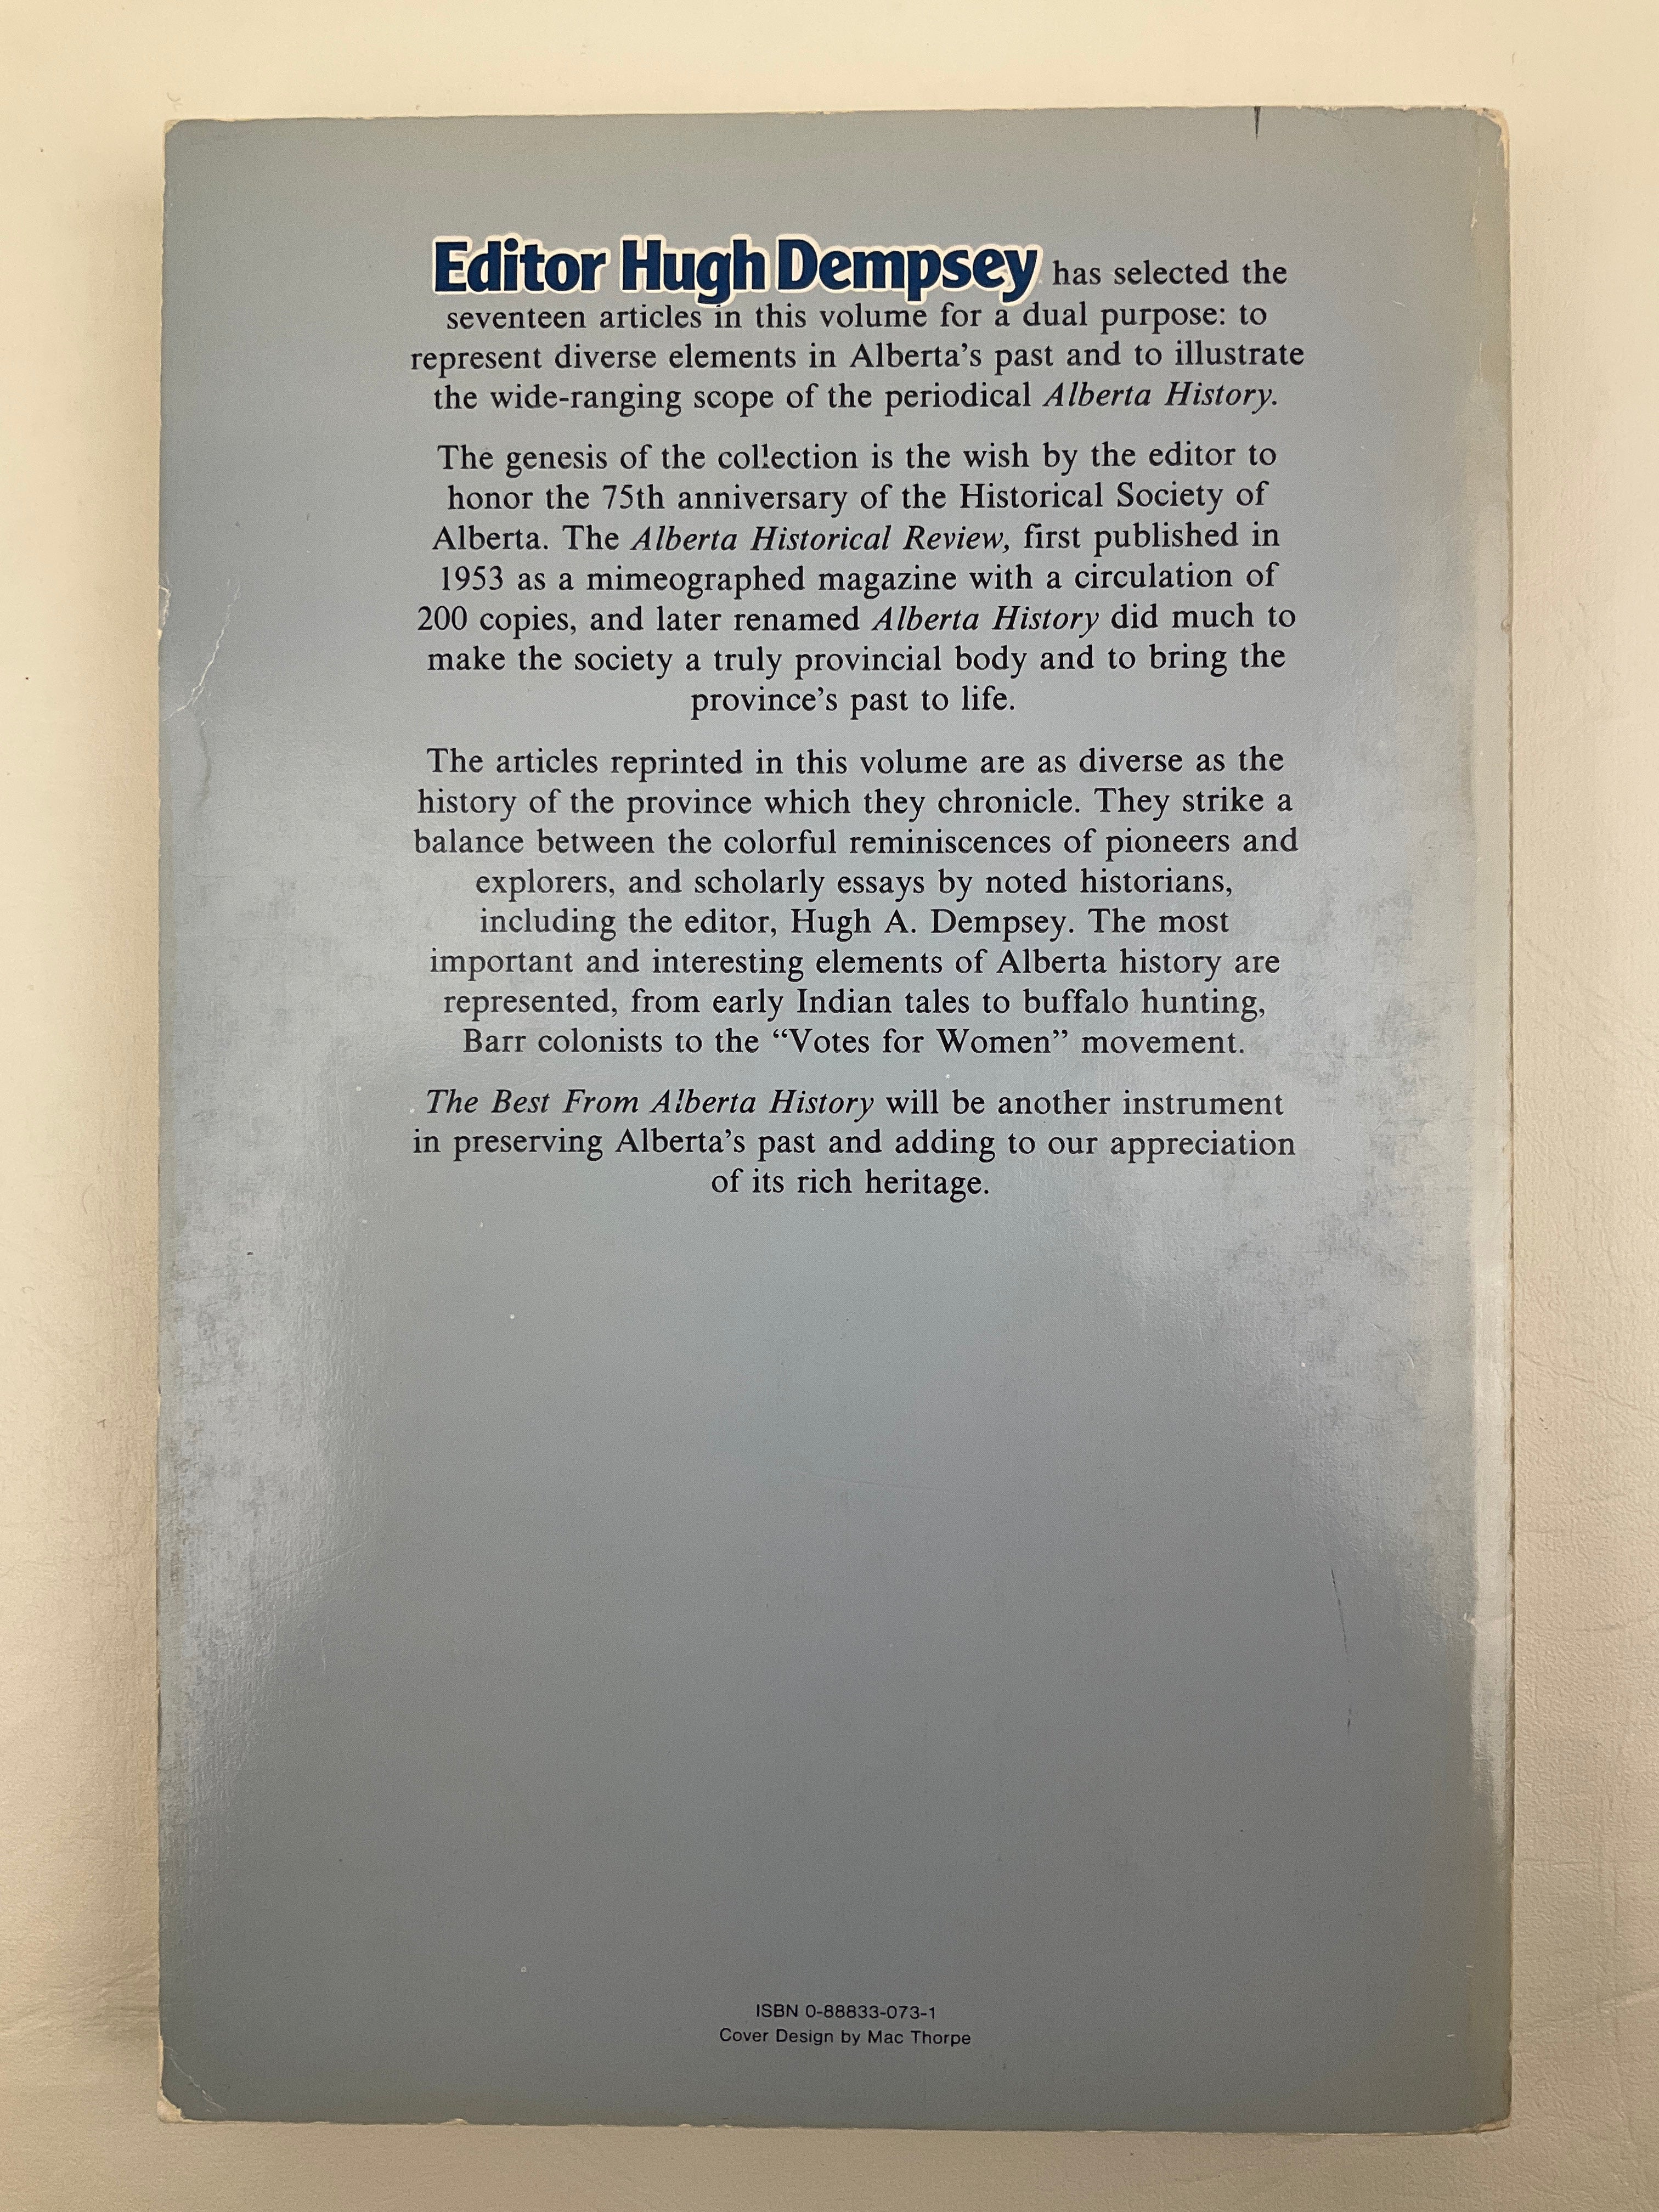 Editor Hugh Dempsey has selected the
seventeen articles in this volume for a dual purpose: to
represent diverse elements in Alberta's past and to illustrate
the wide-ranging scope of the periodical Alberta History.
The genesis of the collection is the wish by the editor to
honor the 75th anniversary of the Historical Society of
Alberta. The Alberta Historical Review, first published in
1953 as a mimeographed magazine with a circulation of
200 copies, and later renamed Alberta History did much to
make the society a truly provincial body and to bring the
province's past to life.
The articles reprinted in this volume are as diverse as the
history of the province which they chronicle. They strike a
balance between the colorful reminiscences of pioneers and
explorers, and scholarly essays by noted historians,
including the editor, Hugh A. Dempsey. The most
important and interesting elements of Alberta history are
represented, from early Indian tales to buffalo hunting,
Barr colonists to the “Votes for Women” movement.
The Best From Alberta History will be another instrument
in preserving Alberta's past and adding to our appreciation
of its rich heritage.
ISBN 0-88833-073-1
Cover Design by Mac Thorpe